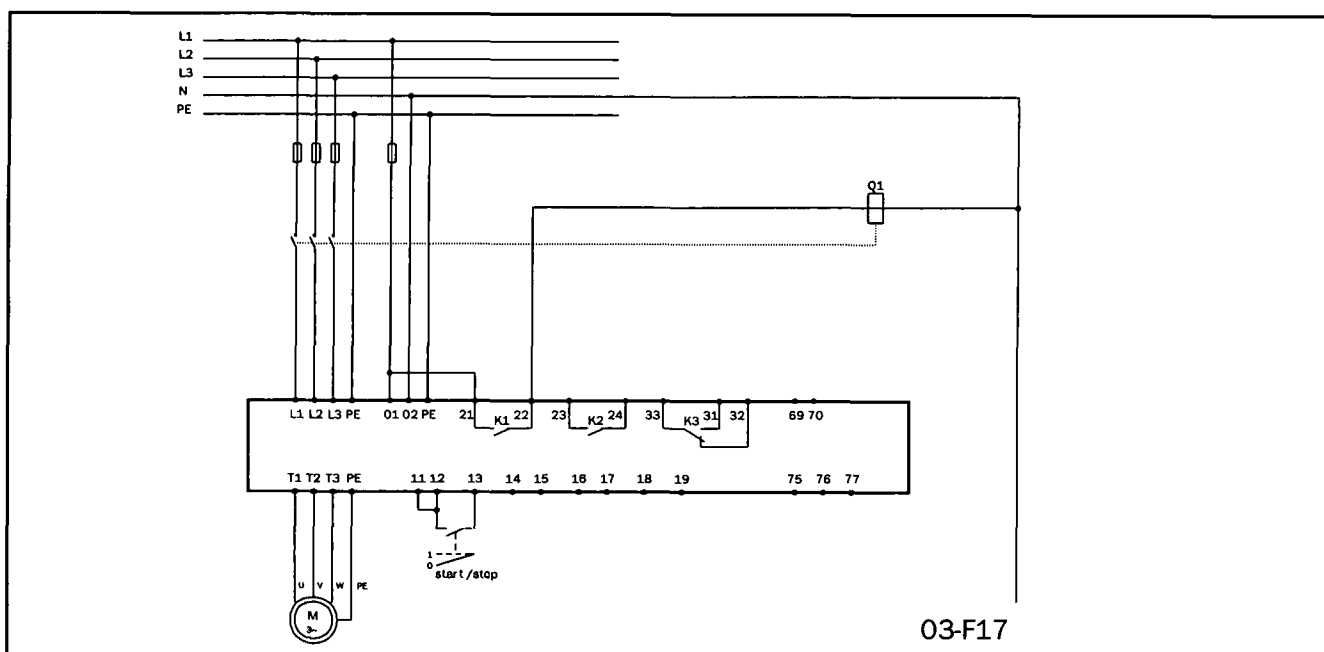 L1
L2
L3
N
PE
Q1
L1 L2 L3 PE 01 02 PE 21 K1 22 23 K2 24 33 K3 31 32 69 70
T1 T2 T3 PE 11 12 13 14 15 16 17 18 19 75 76 77
1
0
start/stop
U V W PE
M
3~
03-F17